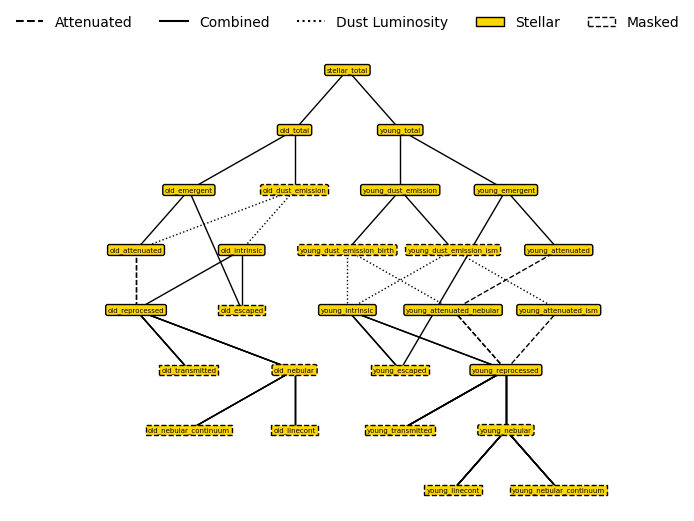 Attenuated Combined Dust Luminosity Stellar Masked
stellar_total
old_total young_total
old_emergent old_dust_emission young_dust_emission young_emergent
old_attenuated old_intrinsic young_dust_emission_birth young_dust_emission_ism young_attenuated
old_reprocessed old_escaped young_intrinsic young_attenuated_nebular young_attenuated_ism
old_transmitted old_nebular young_escaped young_reprocessed
old_nebular_continuum old_linecont young_transmitted young_nebular
young_linecont young_nebular_continuum